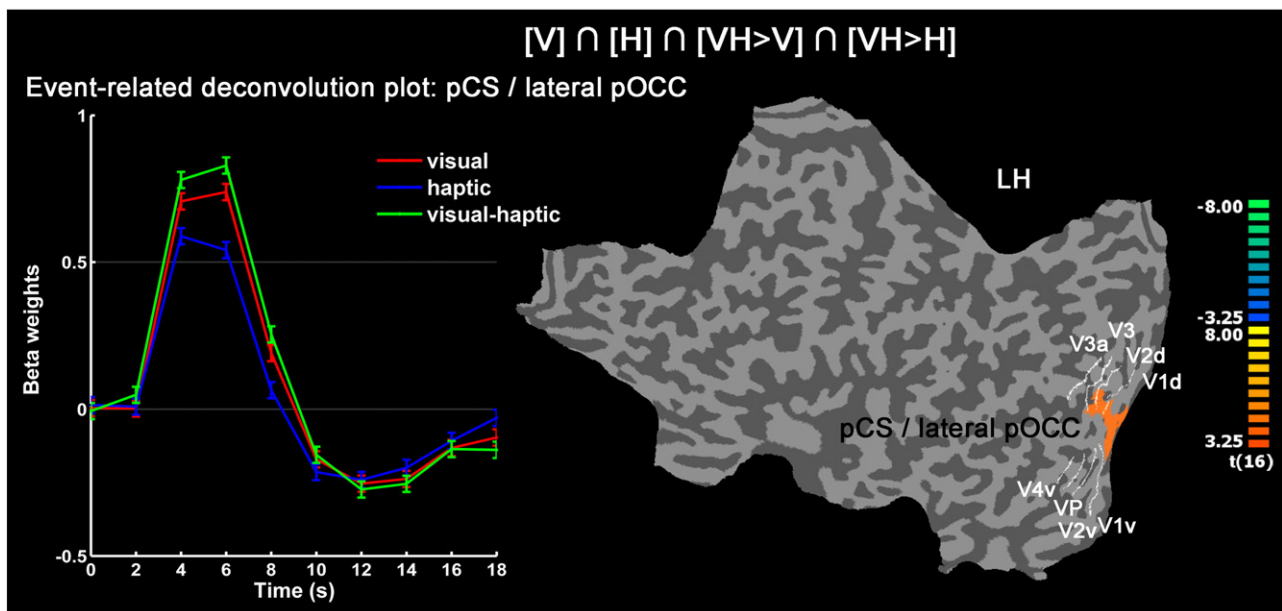 [V] ∩ [H] ∩ [VH>V] ∩ [VH>H]
Event-related deconvolution plot: pCS / lateral pOCC
1
0.5
0
-0.5
Beta weights
visual
haptic
visual-haptic
0 2 4 6 8 10 12 14 16 18
Time (s)
LH
V3
V3a
V2d
V1d
pCS / lateral pOCC
V4v
VP
V2v
V1v
-8.00
-3.25
8.00
3.25
t(16)